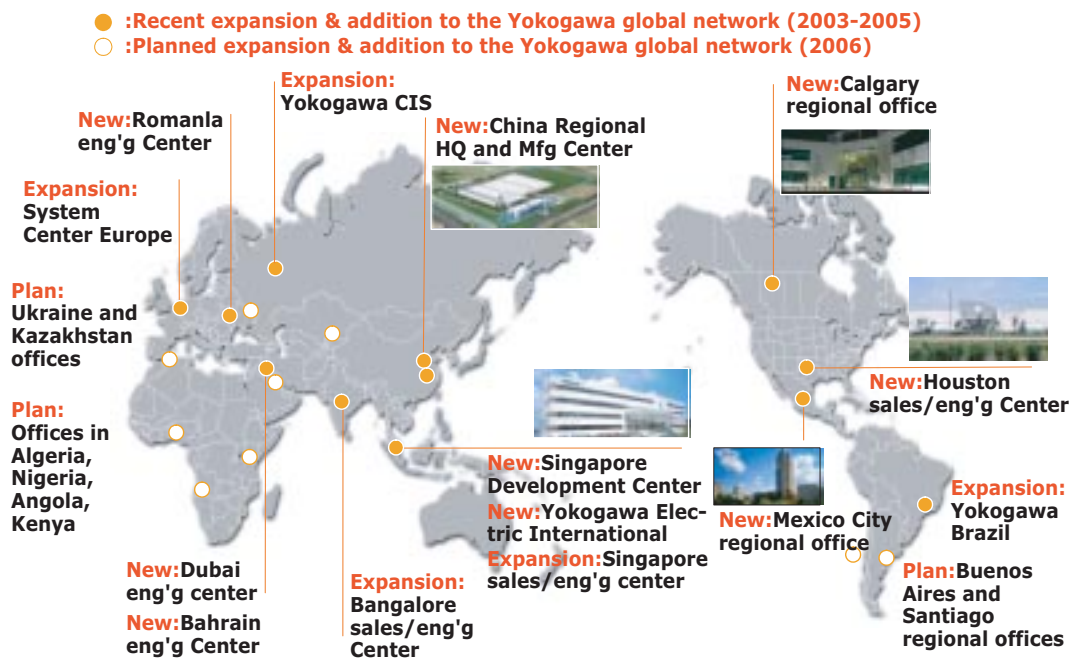 :Recent expansion & addition to the Yokogawa global network (2003-2005)
:Planned expansion & addition to the Yokogawa global network (2006)
Expansion:
Yokogawa CIS
New:Calgary
regional office
New:Romanla
eng'g Center
New:China Regional
HQ and Mfg Center
Expansion:
System
Center Europe
Plan:
Ukraine and
Kazakhstan
offices
New:Houston
sales/eng'g Center
Plan:
Offices in
Algeria,
Nigeria,
Angola,
Kenya
New:Singapore
Development Center
New:Yokogawa Elec-
tric International
Expansion:Singapore
sales/eng'g center
New:Mexico City
regional office
Expansion:
Yokogawa
Brazil
New:Dubai
eng'g center
New:Bahrain
eng'g Center
Expansion:
Bangalore
sales/eng'g
Center
Plan:Buenos
Aires and
Santiago
regional offices